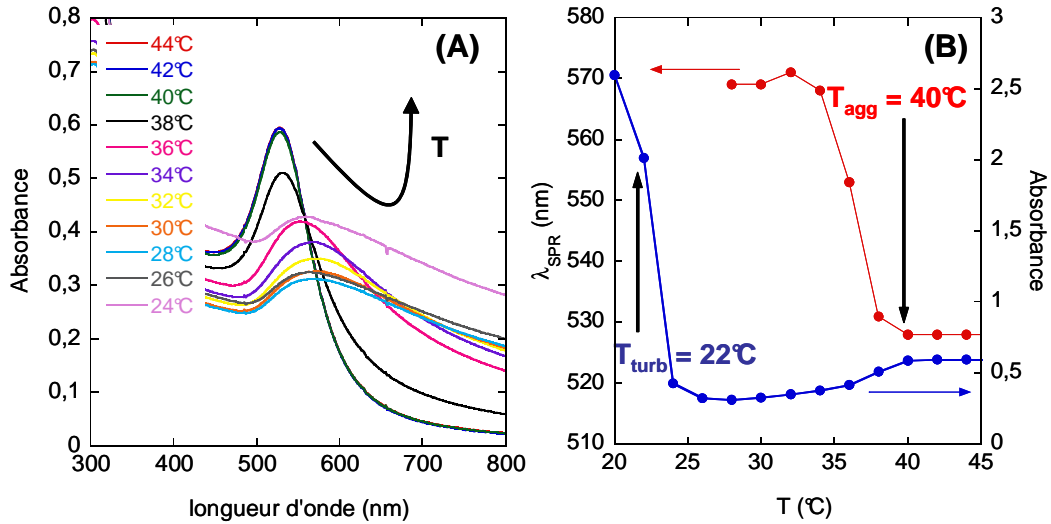 (A)
0,8
0,7
0,6
0,5
0,4
0,3
0,2
0,1
0
Absorbance
44°C
42°C
40°C
38°C
36°C
34°C
32°C
30°C
28°C
26°C
24°C
T
300 400 500 600 700 800
longueur d'onde (nm)
(B)
580
570
560
550
540
530
520
510
λSPR (nm)
Tagg = 40°C
Tturb = 22°C
3
2,5
2
1,5
1
0,5
0
Absorbance
20 25 30 35 40 45
T (°C)